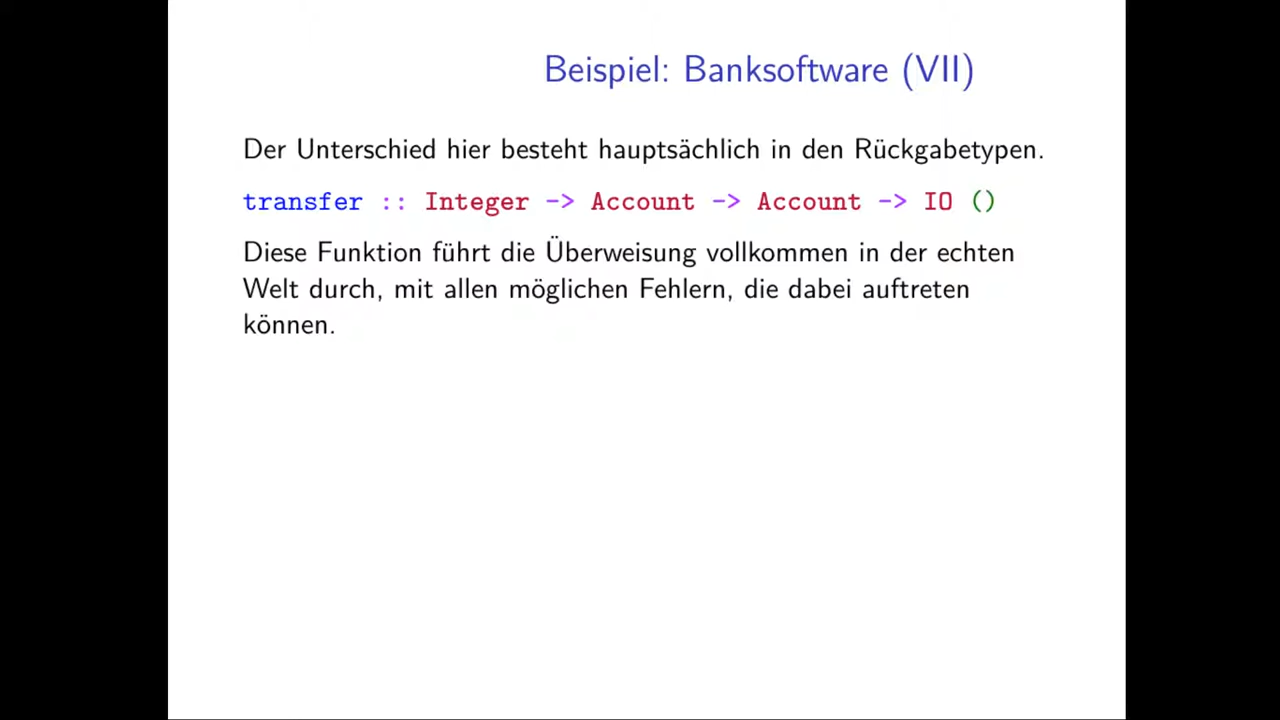 Beispiel: Banksoftware (VII)
Der Unterschied hier besteht hauptsächlich in den Rückgabetypen.
transfer :: Integer -> Account -> Account -> IO ()
Diese Funktion führt die Überweisung vollkommen in der echten
Welt durch, mit allen möglichen Fehlern, die dabei auftreten
können.